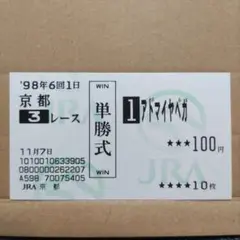 '98年6回1日
京都
3レース
11月7日
1010010633905
0800000262207
A598 70075405
JRA 京都
WIN
単勝式
WIN
1 アドマイヤベガ
JRA
★★★100円
★★★★10枚